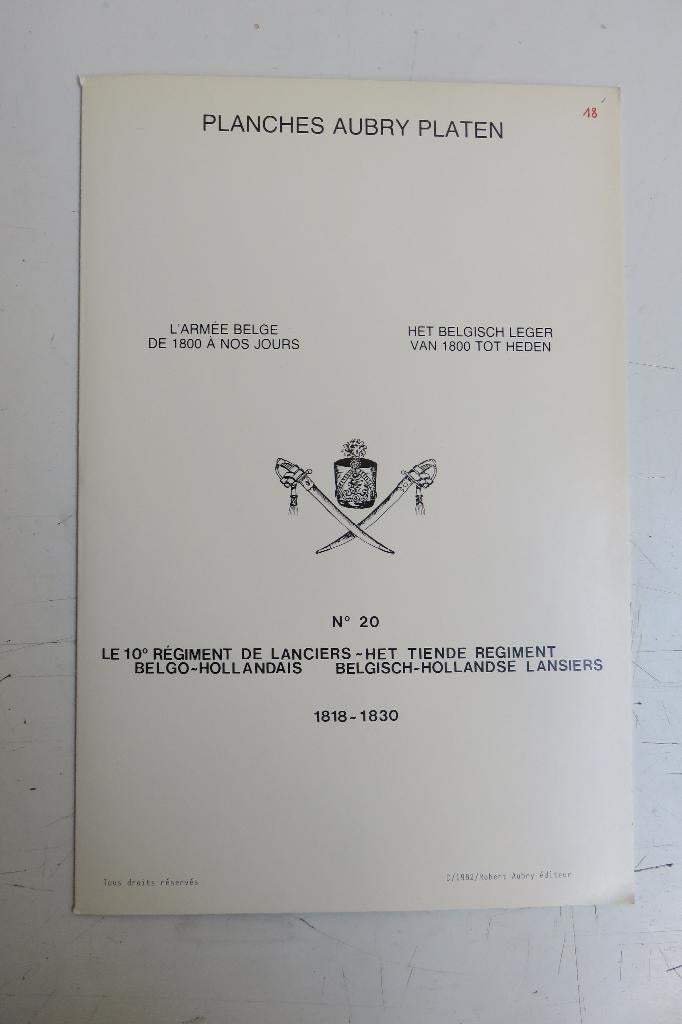 18
PLANCHES AUBRY PLATEN
L'ARMÉE BELGE
DE 1800 À NOS JOURS
HET BELGISCH LEGER
VAN 1800 TOT HEDEN
N° 20
LE 10° RÉGIMENT DE LANCIERS ~ HET TIENDE REGIMENT
BELGO~HOLLANDAIS BELGISCH-HOLLANDSE LANSIERS
1818 ~ 1830
Tous droits réservés
C/1982/Robert Aubry éditeur